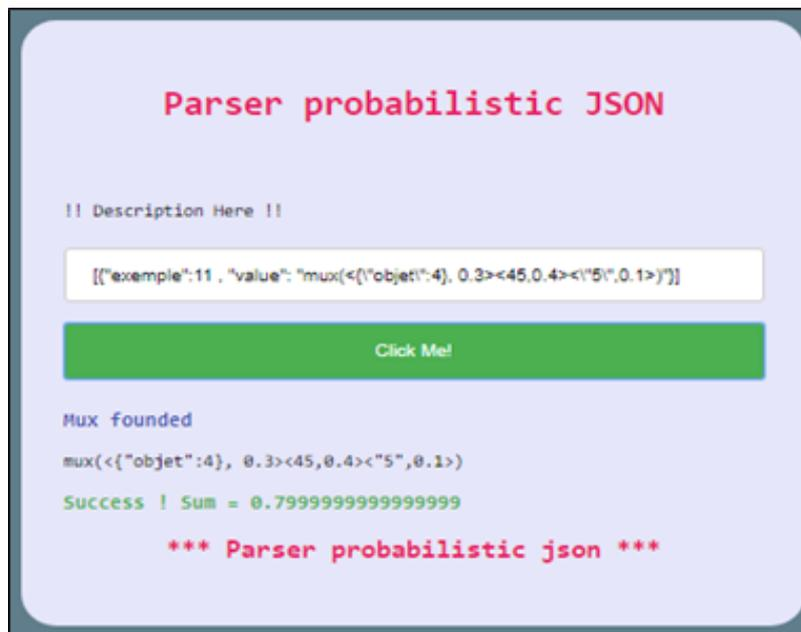 Parser probabilistic JSON
!! Description Here !!
[{"exemple":11 , "value": "mux(<{\"objet\":4}, 0.3><45,0.4><\"5\",0.1>)"}]
Click Me!
Mux founded
mux(<{"objet":4}, 0.3><45,0.4><"5",0.1>)
Success ! Sum = 0.7999999999999999
*** Parser probabilistic json ***